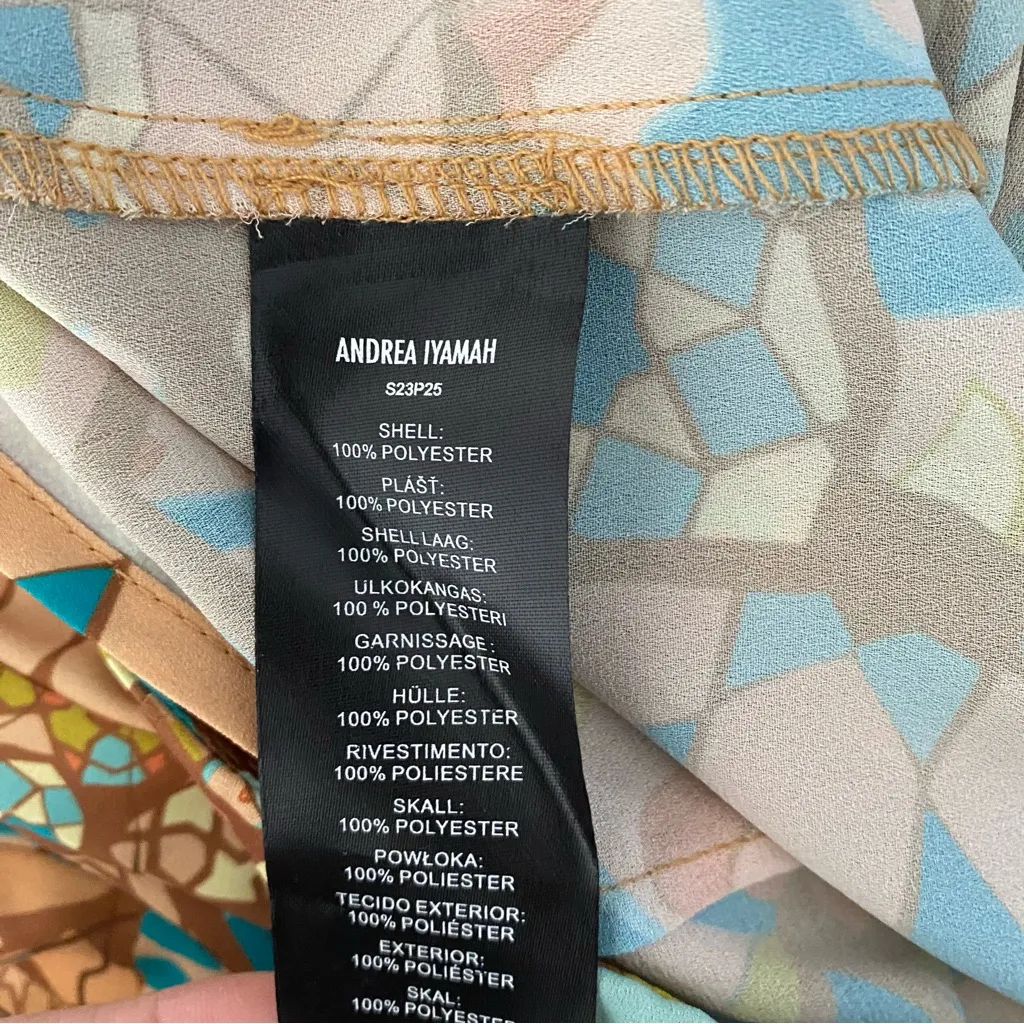 ANDREA IYAMAH
S23P25
SHELL:
100% POLYESTER
PLÁŠŤ:
100% POLYESTER
SHELL LAAG:
100% POLYESTER
ULKOKANGAS:
100 % POLYESTERI
GARNISSAGE :
100% POLYESTER
HÜLLE:
100% POLYESTER
RIVESTIMENTO:
100% POLIESTERE
SKALL:
100% POLYESTER
POWŁOKA:
100% POLIESTER
TECIDO EXTERIOR:
100% POLIÉSTER
EXTERIOR:
100% POLIÉSTER
SKAL:
100% POLYESTER